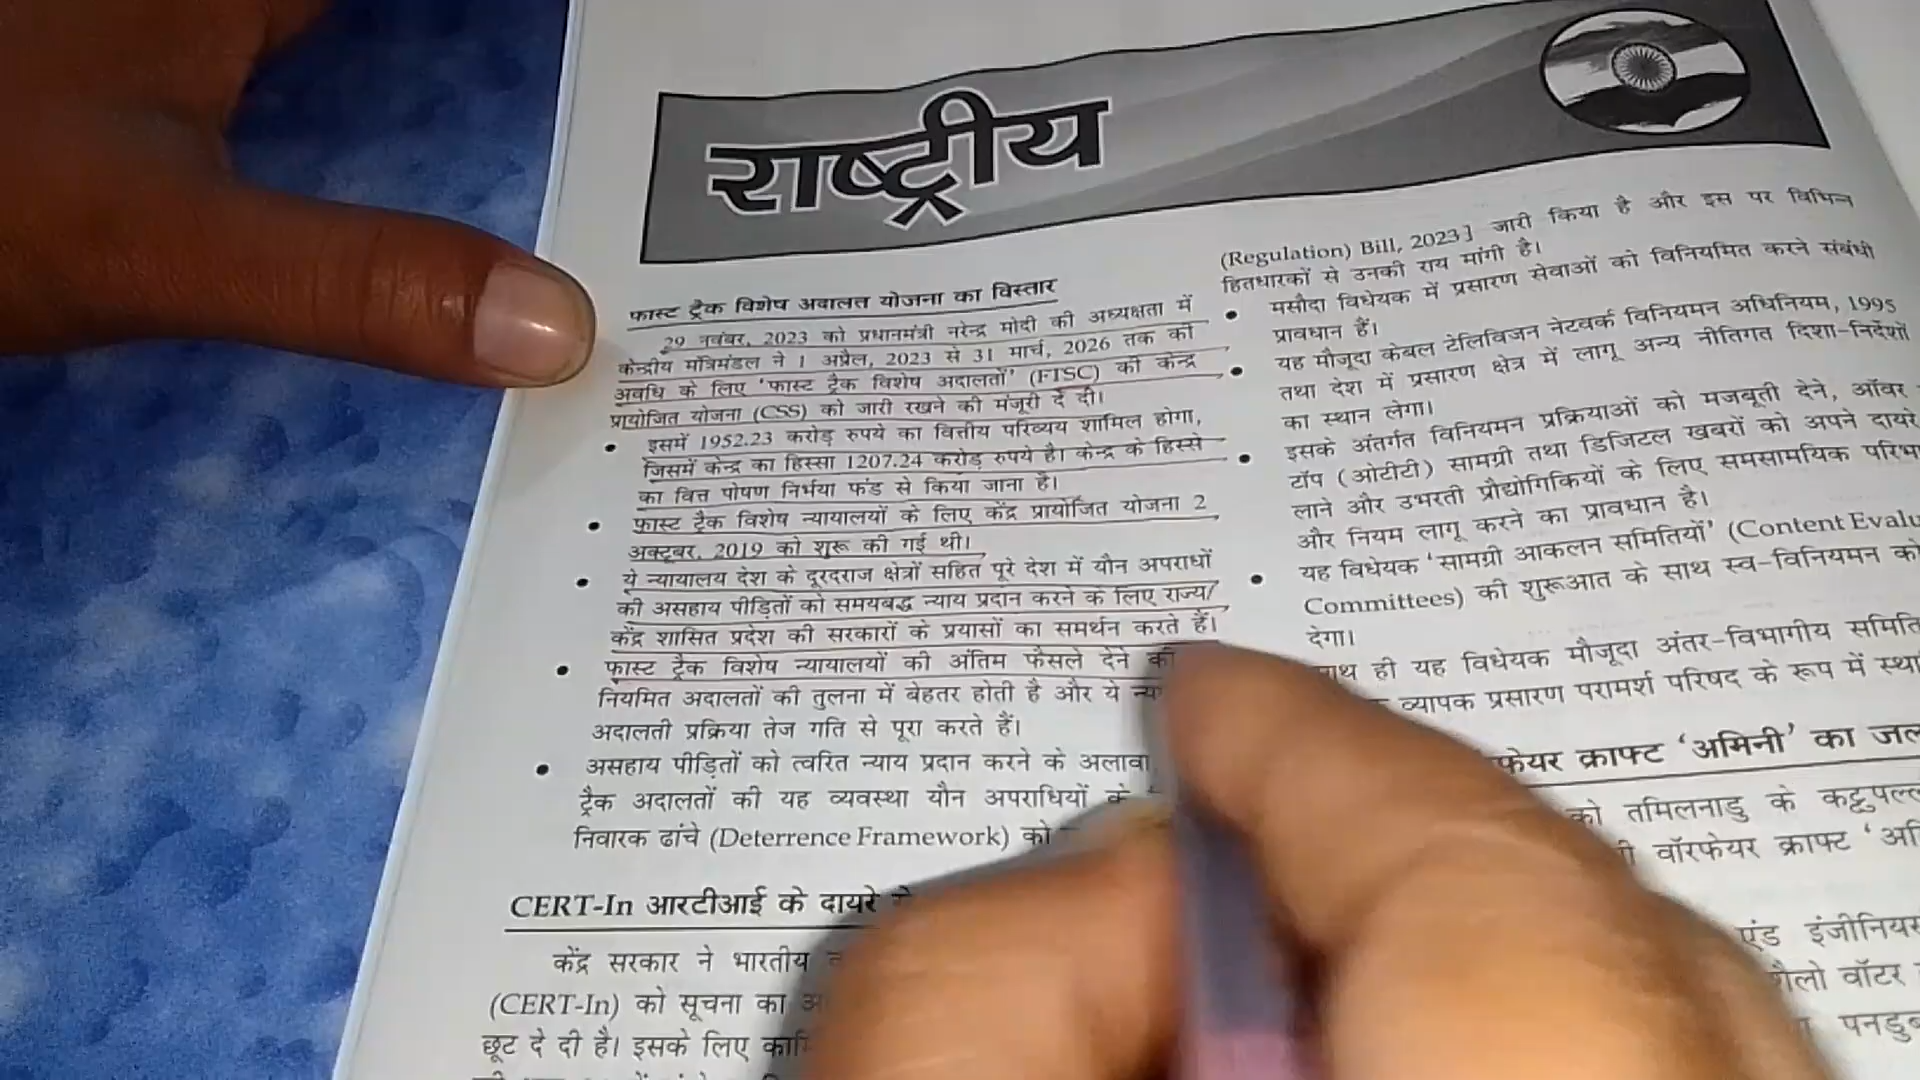 राष्ट्रीय
फास्ट ट्रैक विशेष अदालत योजना का विस्तार
29 नवंबर, 2023 को प्रधानमंत्री नरेन्द्र मोदी की अध्यक्षता में
केन्द्रीय मंत्रिमंडल ने 1 अप्रैल, 2023 से 31 मार्च, 2026 तक की
अवधि के लिए 'फास्ट ट्रैक विशेष अदालतों' (FTSC) की केन्द्र
प्रायोजित योजना (CSS) को जारी रखने की मंजूरी दे दी।
• इसमें 1952.23 करोड़ रुपये का वित्तीय परिव्यय शामिल होगा,
जिसमें केन्द्र का हिस्सा 1207.24 करोड़ रुपये है। केन्द्र के हिस्से
का वित्त पोषण निर्भया फंड से किया जाना है।
• फास्ट ट्रैक विशेष न्यायालयों के लिए केंद्र प्रायोजित योजना 2
अक्टूबर, 2019 को शुरू की गई थी।
• ये न्यायालय देश के दूरदराज क्षेत्रों सहित पूरे देश में यौन अपराधों
की असहाय पीड़ितों को समयबद्ध न्याय प्रदान करने के लिए राज्य/
केंद्र शासित प्रदेश की सरकारों के प्रयासों का समर्थन करते हैं।
• फास्ट ट्रैक विशेष न्यायालयों की अंतिम फैसले देने की
नियमित अदालतों की तुलना में बेहतर होती है और ये
अदालती प्रक्रिया तेज गति से पूरा करते हैं।
• असहाय पीड़ितों को त्वरित न्याय प्रदान करने के अलावा
ट्रैक अदालतों की यह व्यवस्था यौन अपराधियों के
निवारक ढांचे (Deterrence Framework) को
CERT-In आरटीआई के दायरे
केंद्र सरकार ने भारतीय
(CERT-In) को सूचना का
छूट दे दी है। इसके लिए
(Regulation) Bill, 2023] जारी किया है और इस पर विभिन्न
हितधारकों से उनकी राय मांगी है।
• मसौदा विधेयक में प्रसारण सेवाओं को विनियमित करने संबंधी
प्रावधान हैं।
• यह मौजूदा केबल टेलिविजन नेटवर्क विनियमन अधिनियम, 1995
तथा देश में प्रसारण क्षेत्र में लागू अन्य नीतिगत दिशा-निर्देशों
का स्थान लेगा।
• इसके अंतर्गत विनियमन प्रक्रियाओं को मजबूती देने, ऑवर
टॉप (ओटीटी) सामग्री तथा डिजिटल खबरों को अपने दायरे
लाने और उभरती प्रौद्योगिकियों के लिए समसामयिक
और नियम लागू करने का प्रावधान है।
• यह विधेयक 'सामग्री आकलन समितियों' (Content
Committees) की शुरूआत के साथ स्व-विनियमन को
देगा।
ही यह विधेयक मौजूदा अंतर-विभागीय
व्यापक प्रसारण परामर्श परिषद के रूप में
क्राफ्ट 'अमिनी' का
को तमिलनाडु के
वॉरफेयर क्राफ्ट
एंड
वॉटर